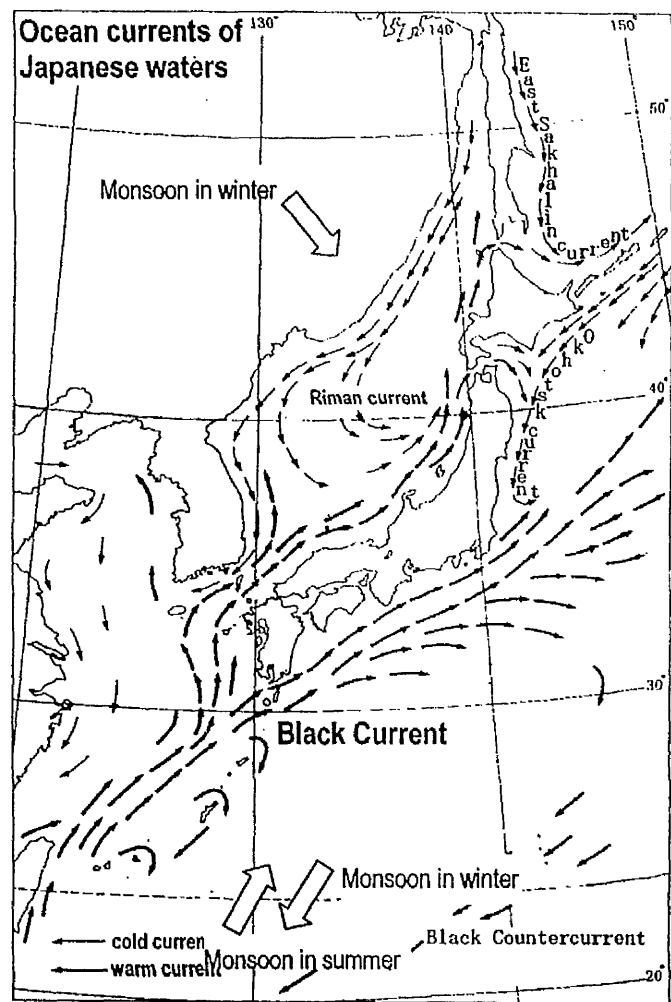 Ocean currents of
Japanese waters
130°
140°
150°
50°
East Sakhalin current
Monsoon in winter
Okhotsk current
Riman current
40°
30°
Black Current
Monsoon in winter
cold curren
Black Countercurrent
warm current
Monsoon in summer
20°